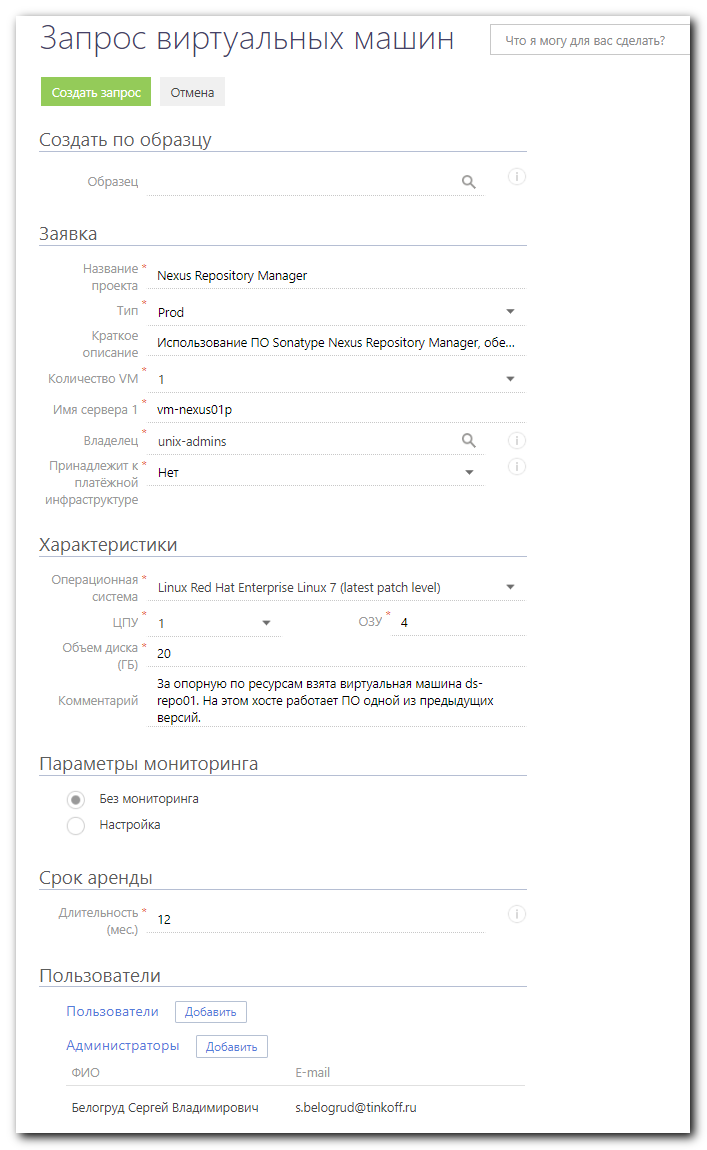 Запрос виртуальных машин
Что я могу для вас сделать?
Создать запрос Отмена
Создать по образцу
Образец
Заявка
Название * Nexus Repository Manager
проекта
Тип * Prod
Краткое
описание Использование ПО Sonatype Nexus Repository Manager, обе...
Количество VM * 1
Имя сервера 1 * vm-nexus01p
Владелец * unix-admins
Принадлежит к * Нет
платёжной
инфраструктуре
Характеристики
Операционная * Linux Red Hat Enterprise Linux 7 (latest patch level)
система
ЦПУ * 1 ОЗУ * 4
Объем диска * 20
(ГБ)
За опорную по ресурсам взята виртуальная машина ds-
Комментарий repo01. На этом хосте работает ПО одной из предыдущих
версий.
Параметры мониторинга
Без мониторинга
Настройка
Срок аренды
Длительность * 12
(мес.)
Пользователи
Пользователи Добавить
Администраторы Добавить
ФИО E-mail
Белогруд Сергей Владимирович s.belogrud@tinkoff.ru